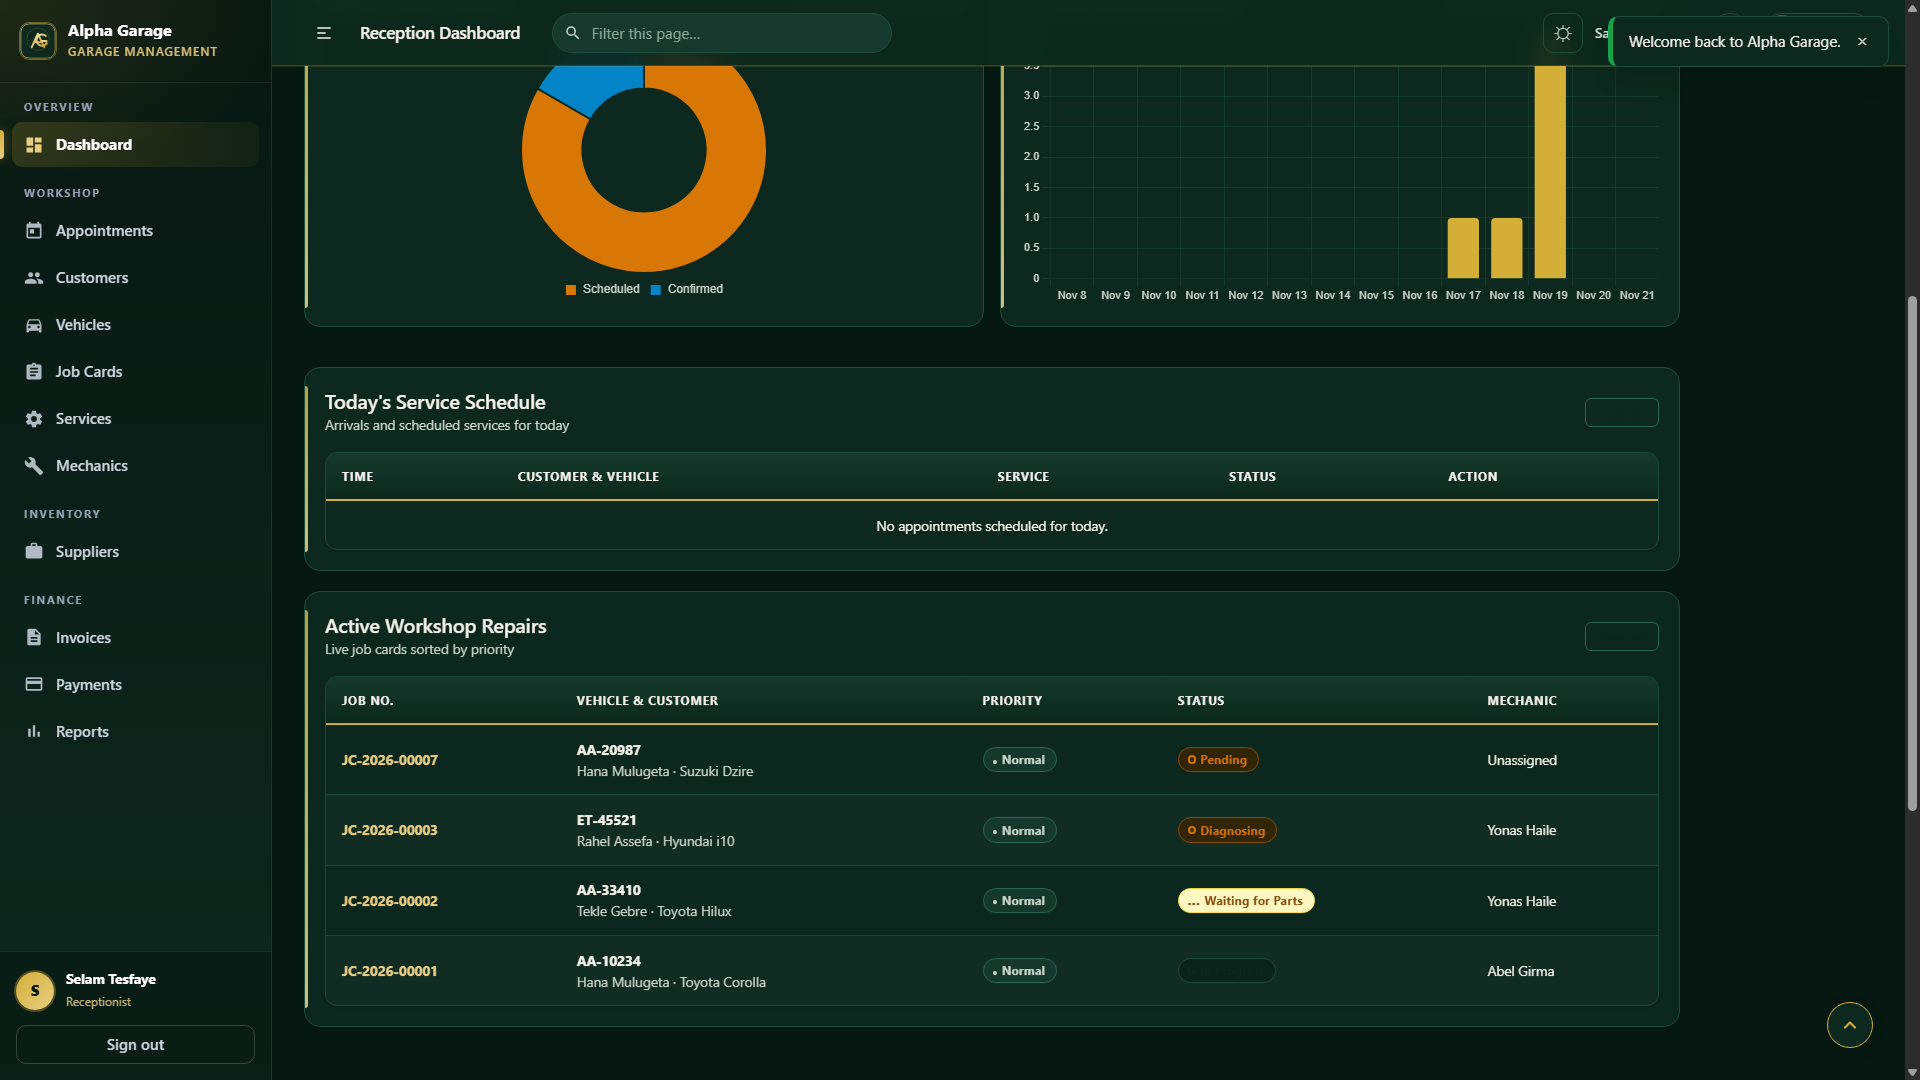 Alpha Garage
GARAGE MANAGEMENT
OVERVIEW
Dashboard
WORKSHOP
Appointments
Customers
Vehicles
Job Cards
Services
Mechanics
INVENTORY
Suppliers
FINANCE
Invoices
Payments
Reports
S
Selam Tesfaye
Receptionist
Sign out
Reception Dashboard
Filter this page...
Sa
Welcome back to Alpha Garage. ×
Scheduled Confirmed
3.5
3.0
2.5
2.0
1.5
1.0
0.5
0
Nov 8 Nov 9 Nov 10 Nov 11 Nov 12 Nov 13 Nov 14 Nov 15 Nov 16 Nov 17 Nov 18 Nov 19 Nov 20 Nov 21
Today's Service Schedule
Arrivals and scheduled services for today
TIME CUSTOMER & VEHICLE SERVICE STATUS ACTION
No appointments scheduled for today.
Active Workshop Repairs
Live job cards sorted by priority
JOB NO. VEHICLE & CUSTOMER PRIORITY STATUS MECHANIC
JC-2026-00007 AA-20987 Normal Pending Unassigned
Hana Mulugeta · Suzuki Dzire
JC-2026-00003 ET-45521 Normal Diagnosing Yonas Haile
Rahel Assefa · Hyundai i10
JC-2026-00002 AA-33410 Normal ... Waiting for Parts Yonas Haile
Tekle Gebre · Toyota Hilux
JC-2026-00001 AA-10234 Normal Abel Girma
Hana Mulugeta · Toyota Corolla